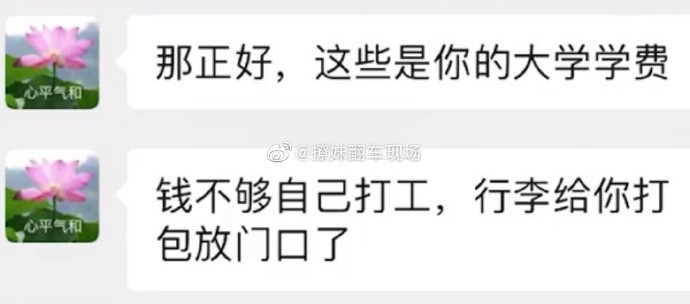 那正好，这些是你的大学学费
心平气和
@撩妹翻车现场
钱不够自己打工，行李给你打
包放门口了
心平气和